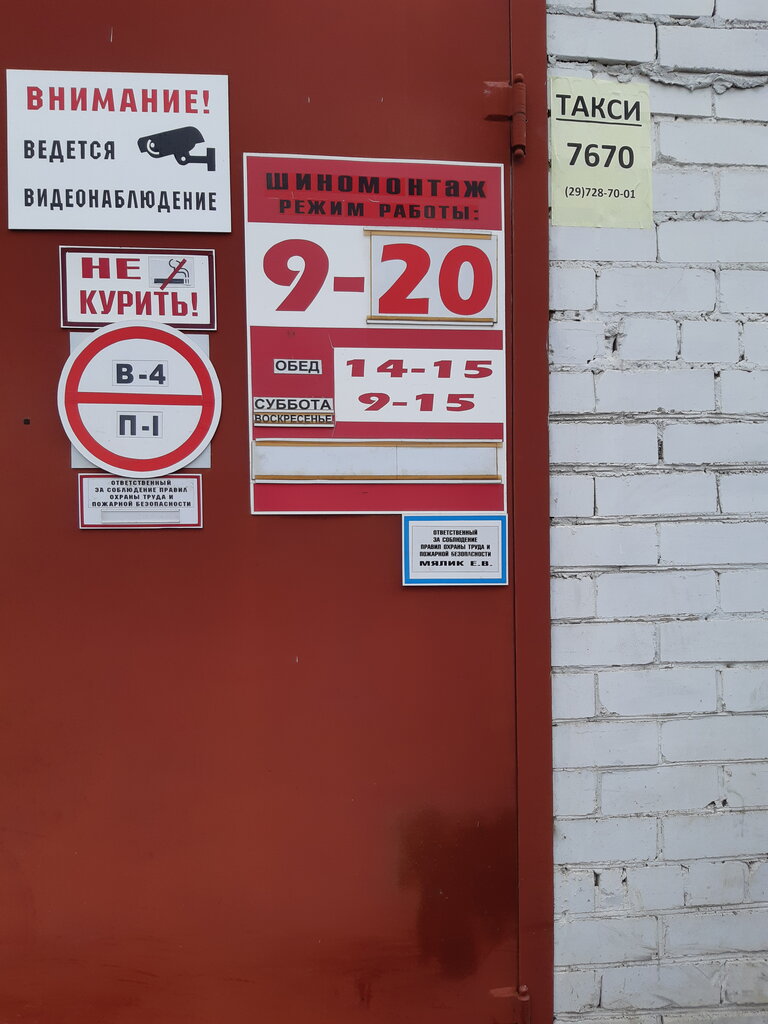 ВНИМАНИЕ!
ВЕДЕТСЯ
ВИДЕОНАБЛЮДЕНИЕ
НЕ
КУРИТЬ!
В-4
П-I
ОТВЕТСТВЕННЫЙ
ЗА СОБЛЮДЕНИЕ ПРАВИЛ
ОХРАНЫ ТРУДА И
ПОЖАРНОЙ БЕЗОПАСНОСТИ
ШИНОМОНТАЖ
РЕЖИМ РАБОТЫ:
9-20
ОБЕД 14-15
СУББОТА 9-15
ВОСКРЕСЕНЬЕ
ОТВЕТСТВЕННЫЙ
ЗА СОБЛЮДЕНИЕ
ПРАВИЛ ОХРАНЫ ТРУДА И
ПОЖАРНОЙ БЕЗОПАСНОСТИ
МЯЛИК Е.В.
ТАКСИ
7670
(29)728-70-01